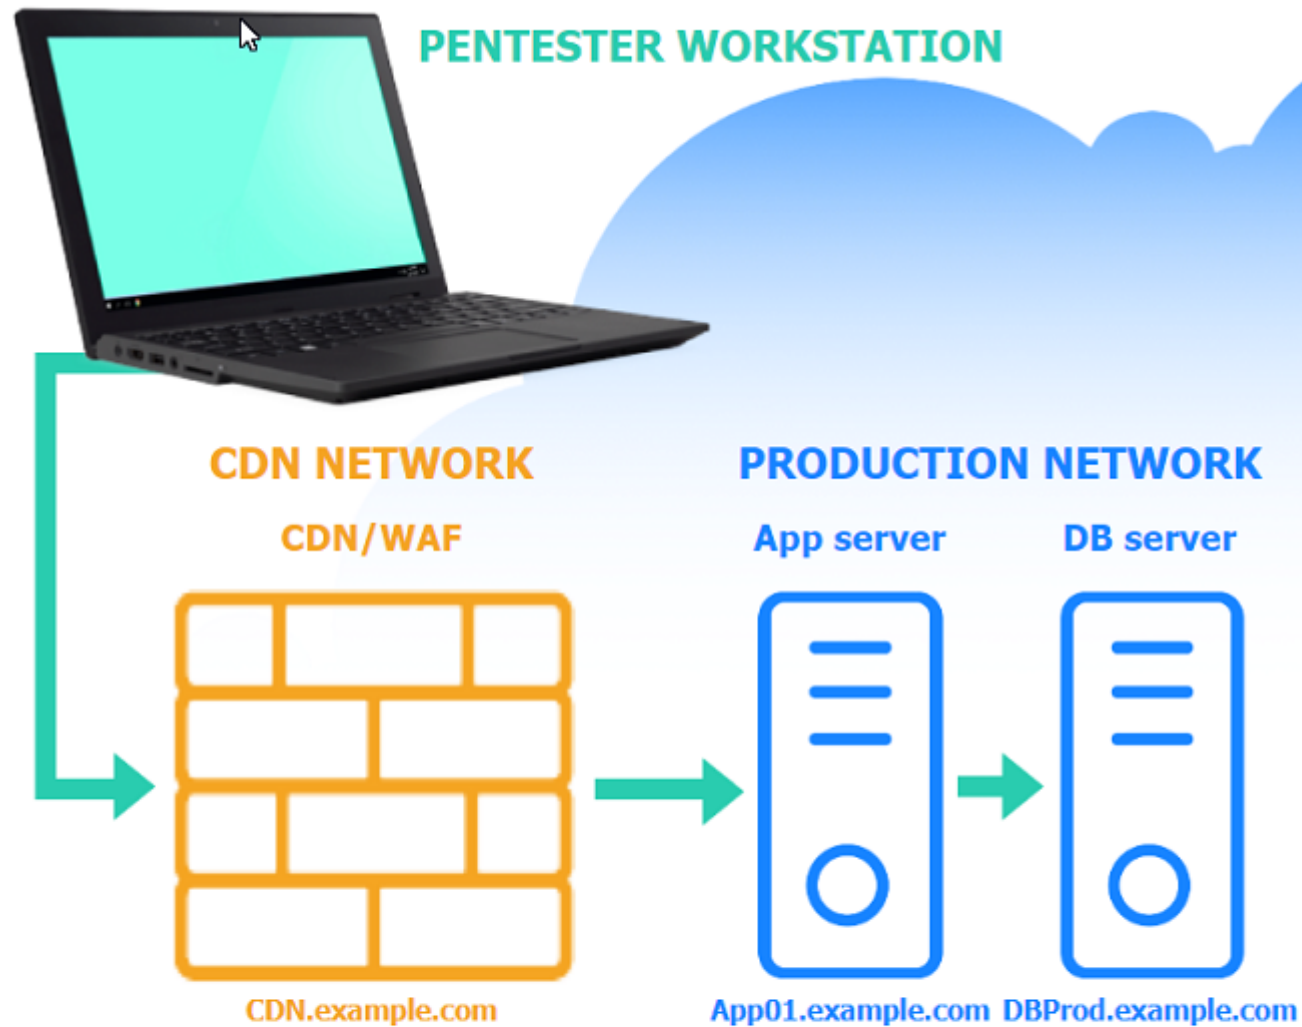 PENTESTER WORKSTATION
CDN NETWORK
PRODUCTION NETWORK
CDN/WAF
App server
DB server
CDN.example.com
App01.example.com
DBProd.example.com